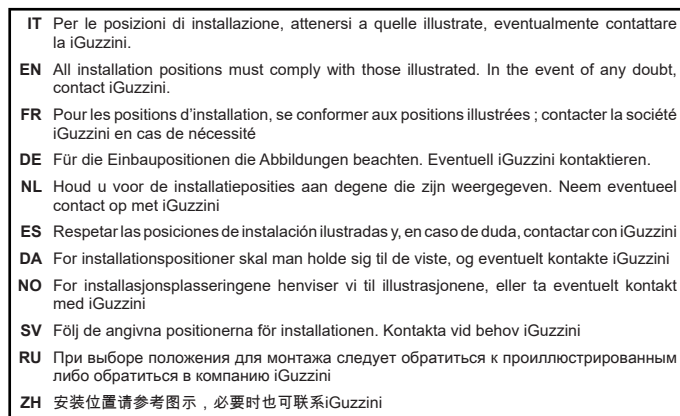 IT Per le posizioni di installazione, attenersi a quelle illustrate, eventualmente contattare
la iGuzzini.
EN All installation positions must comply with those illustrated. In the event of any doubt,
contact iGuzzini.
FR Pour les positions d’installation, se conformer aux positions illustrées ; contacter la société
iGuzzini en cas de nécessité
DE Für die Einbaupositionen die Abbildungen beachten. Eventuell iGuzzini kontaktieren.
NL Houd u voor de installatieposities aan degene die zijn weergegeven. Neem eventueel
contact op met iGuzzini
ES Respetar las posiciones de instalación ilustradas y, en caso de duda, contactar con iGuzzini
DA For installationspositioner skal man holde sig til de viste, og eventuelt kontakte iGuzzini
NO For installasjonsplasseringene henviser vi til illustrasjonene, eller ta eventuelt kontakt
med iGuzzini
SV Följ de angivna positionerna för installationen. Kontakta vid behov iGuzzini
RU При выборе положения для монтажа следует обратиться к проиллюстрированным
либо обратиться в компанию iGuzzini
ZH 安装位置请参考图示，必要时也可联系iGuzzini